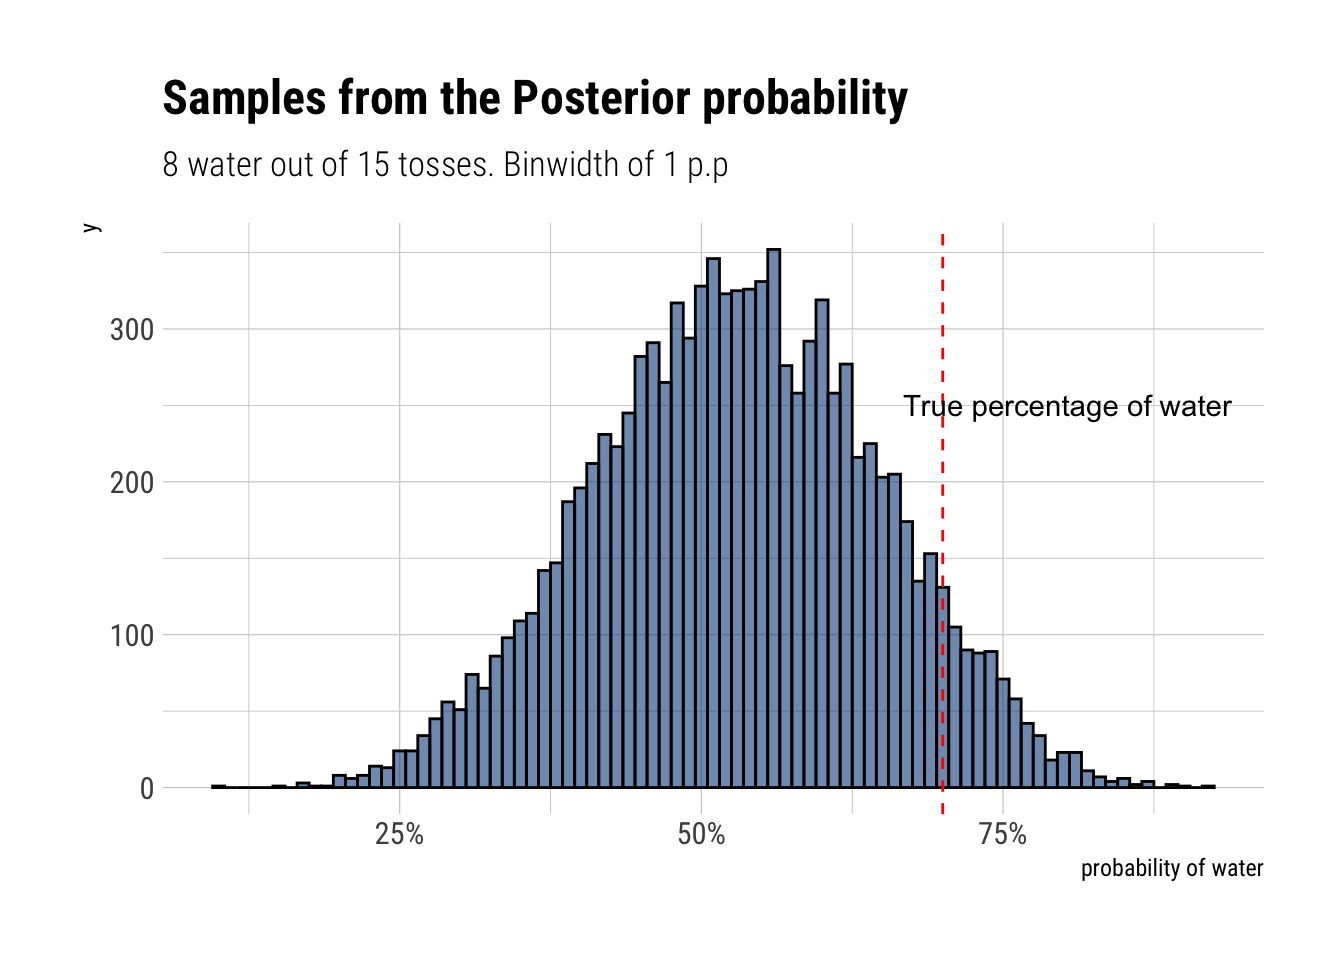 Samples from the Posterior probability
8 water out of 15 tosses. Binwidth of 1 p.p
y
300
True percentage of water
200
100
0
25% 50% 75%
probability of water